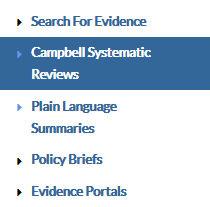 Search For Evidence
Campbell Systematic
Reviews
Plain Language
Summaries
Policy Briefs
Evidence Portals